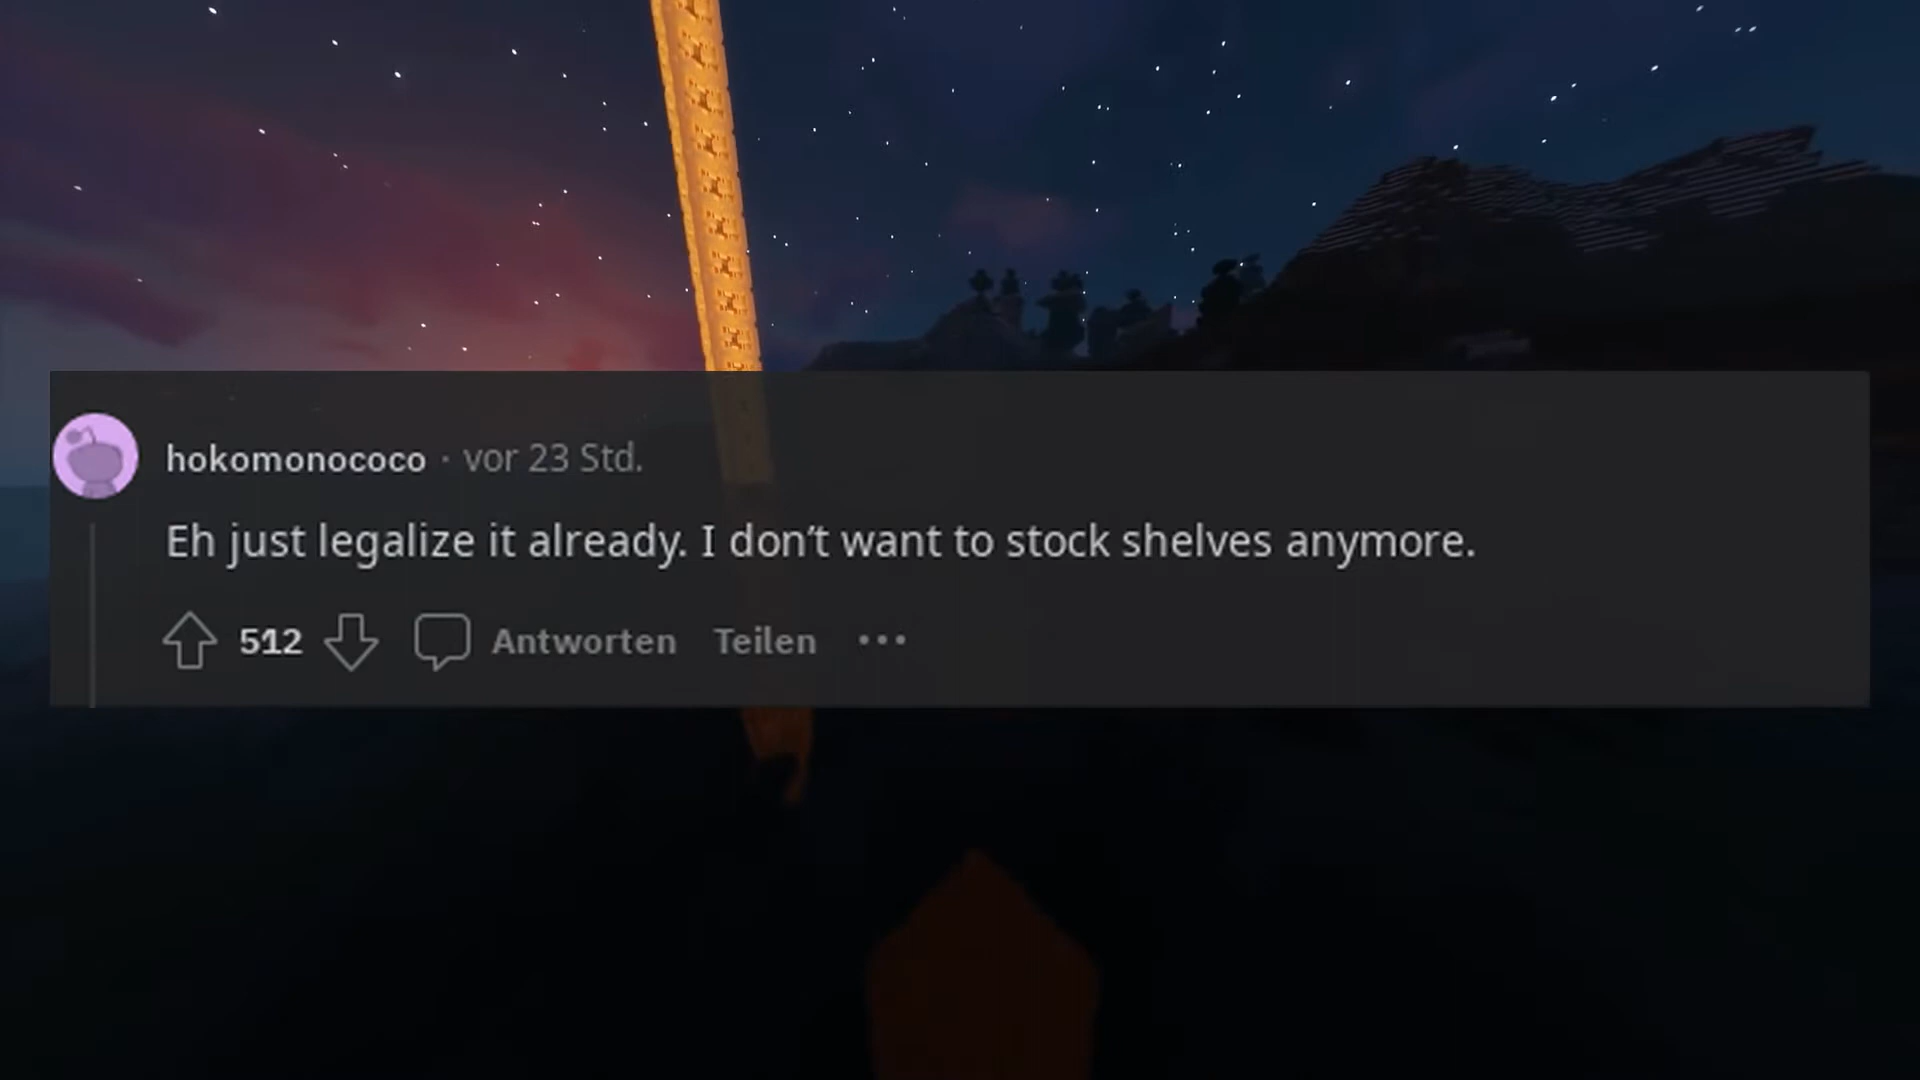 hokomonococo · vor 23 Std.
Eh just legalize it already. I don't want to stock shelves anymore.
512 Antworten Teilen